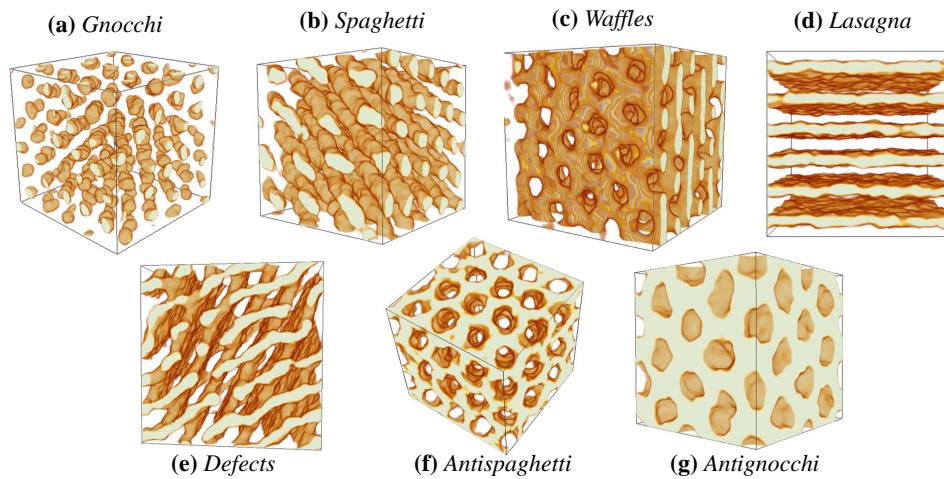 (a) Gnocchi
(b) Spaghetti
(c) Waffles
(d) Lasagna
(e) Defects
(f) Antispaghetti
(g) Antignocchi